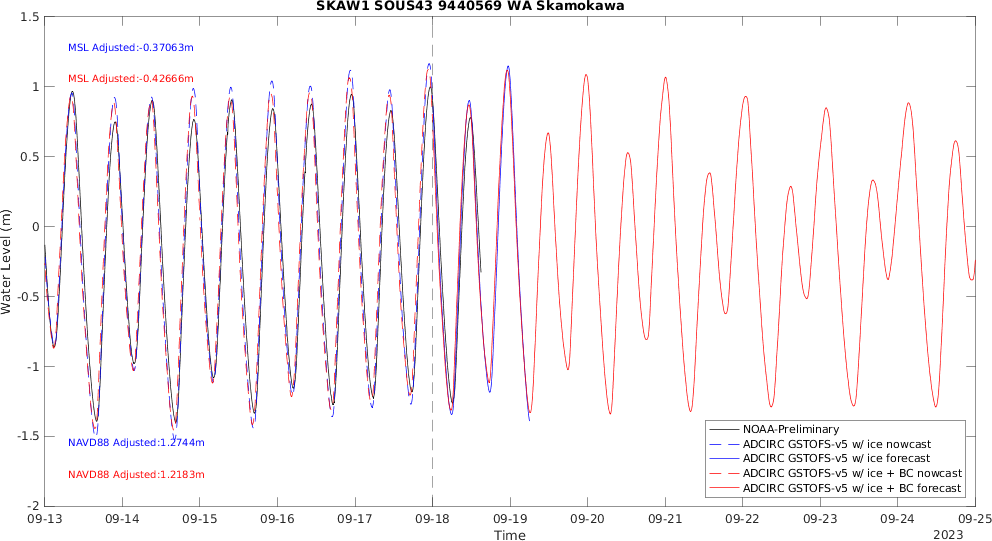 SKAW1 SOUS43 9440569 WA Skamokawa
1.5
1
0.5
0
-0.5
-1
-1.5
-2
Water Level (m)
MSL Adjusted:-0.37063m
MSL Adjusted:-0.42666m
NAVD88 Adjusted:1.2744m
NAVD88 Adjusted:1.2183m
NOAA-Preliminary
ADCIRC GSTOFS-v5 w/ ice nowcast
ADCIRC GSTOFS-v5 w/ ice forecast
ADCIRC GSTOFS-v5 w/ ice + BC nowcast
ADCIRC GSTOFS-v5 w/ ice + BC forecast
09-13 09-14 09-15 09-16 09-17 09-18 09-19 09-20 09-21 09-22 09-23 09-24 09-25
Time
2023